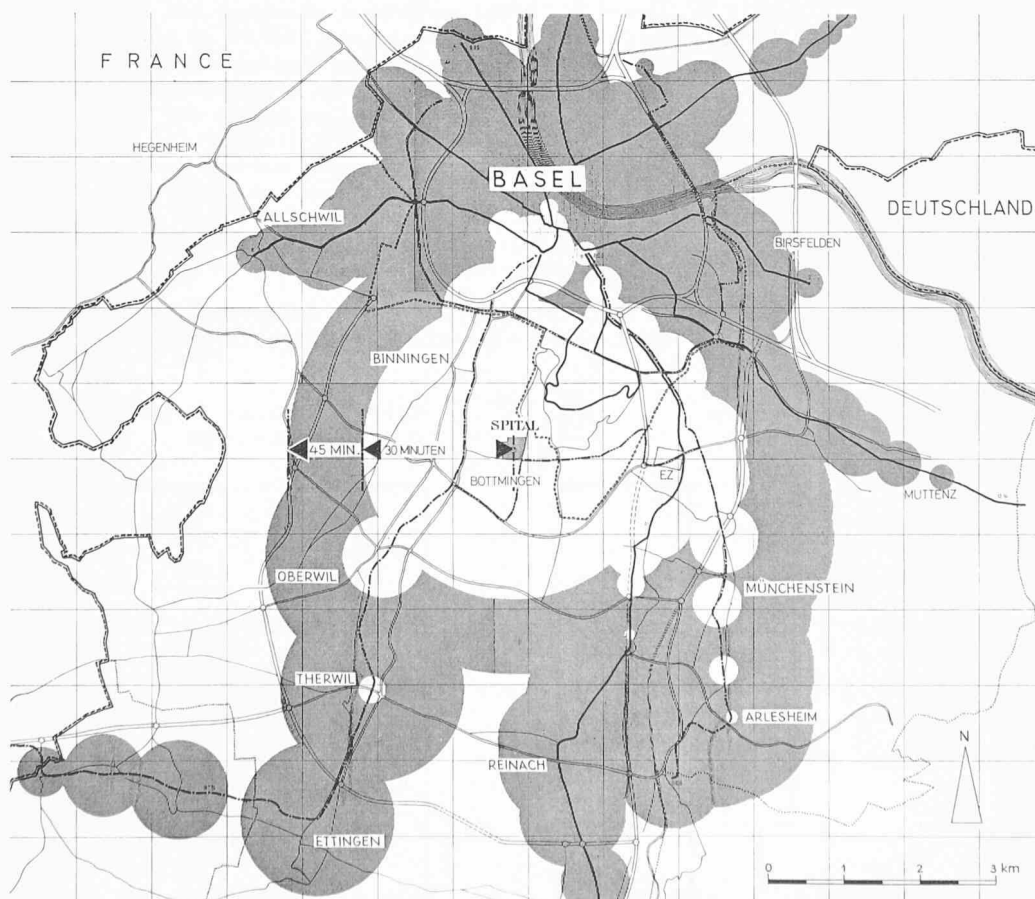 FRANCE
HEGENHEIM
BASEL
ALLSCHWIL
DEUTSCHLAND
BIRSFELDEN
BINNINGEN
SPITAL
45 MIN.
30 MINUTEN
BOTTMINGEN
EZ
MUTTENZ
OBERWIL
MÜNCHENSTEIN
THERWIL
ARLESHEIM
REINACH
N
ETTINGEN
0 1 2 3 km